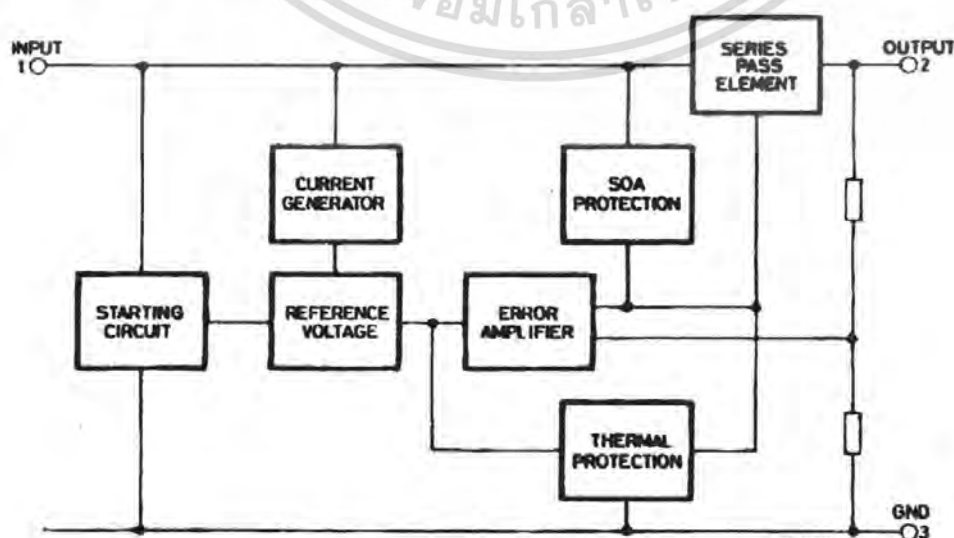 INPUT
1
SERIES
PASS
ELEMENT
OUTPUT
2
CURRENT
GENERATOR
SOA
PROTECTION
STARTING
CIRCUIT
REFERENCE
VOLTAGE
ERROR
AMPLIFIER
THERMAL
PROTECTION
GND
3